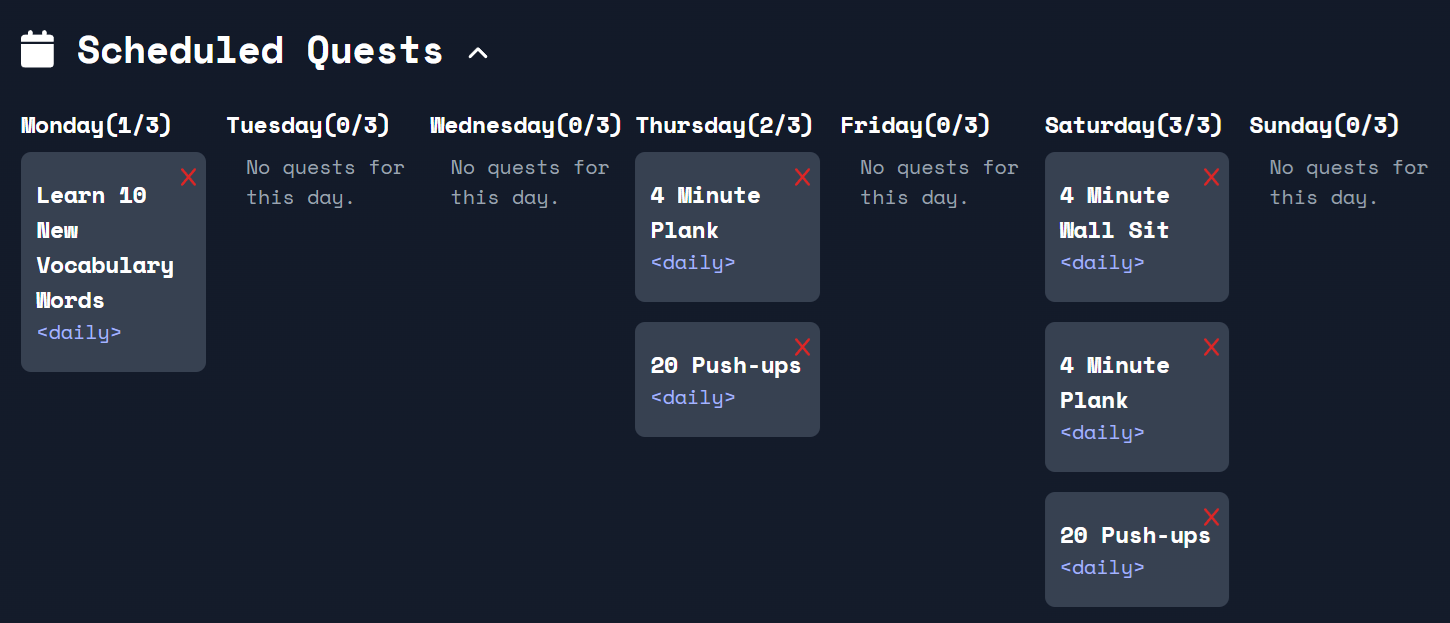 Scheduled Quests
Monday(1/3)
Learn 10
New
Vocabulary
Words
<daily>
Tuesday(0/3)
No quests for
this day.
Wednesday(0/3)
No quests for
this day.
Thursday(2/3)
4 Minute
Plank
<daily>
20 Push-ups
<daily>
Friday(0/3)
No quests for
this day.
Saturday(3/3)
4 Minute
Wall Sit
<daily>
4 Minute
Plank
<daily>
20 Push-ups
<daily>
Sunday(0/3)
No quests for
this day.